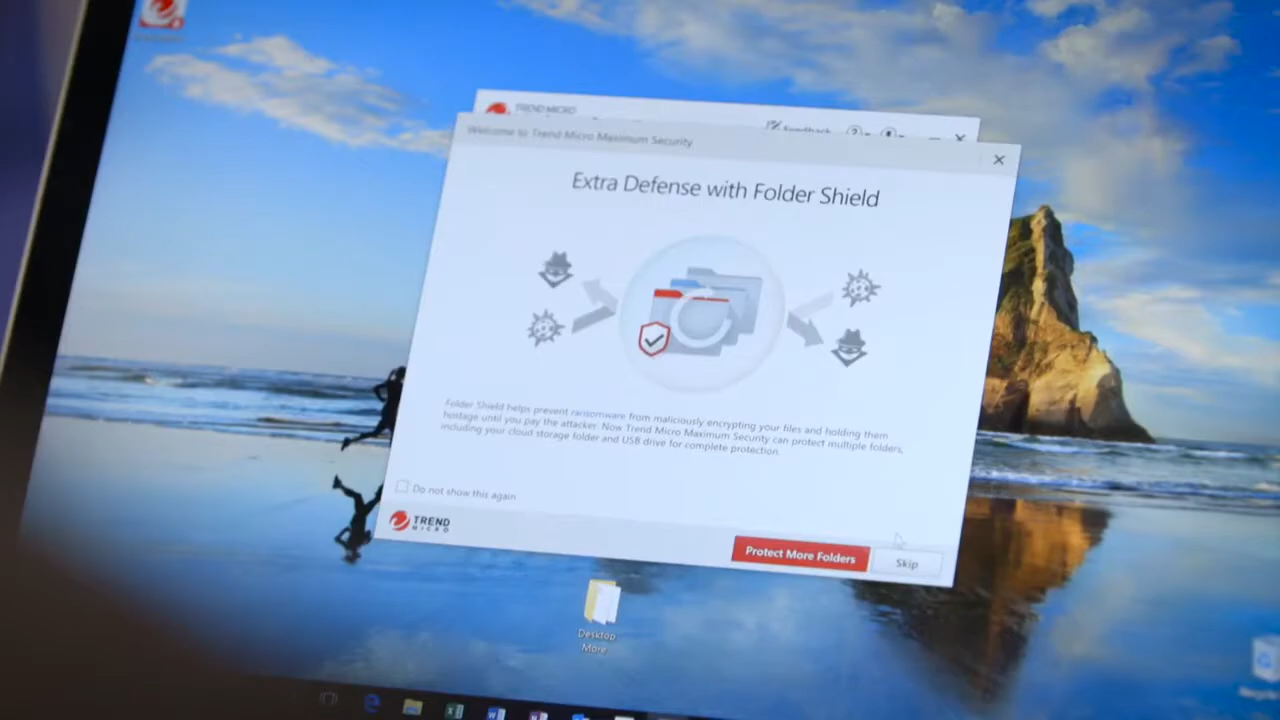 TREND MICRO
Feedback
Welcome to Trend Micro Maximum Security
Extra Defense with Folder Shield
Folder Shield helps prevent ransomware from maliciously encrypting your files and holding them
hostage until you pay the attacker. Now Trend Micro Maximum Security can protect multiple folders,
including your cloud storage folder and USB drive for complete protection.
Do not show this again
TREND
MICRO
Protect More Folders
Skip
Desktop
More